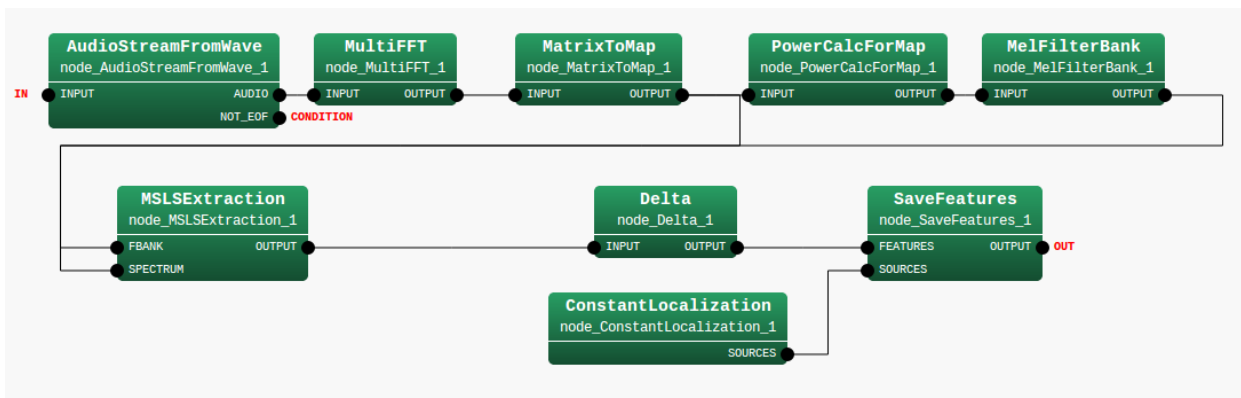 AudioStreamFromWave
node_AudioStreamFromWave_1
IN
INPUT
AUDIO
NOT_EOF
CONDITION
MultiFFT
node_MultiFFT_1
INPUT
OUTPUT
MatrixToMap
node_MatrixToMap_1
INPUT
OUTPUT
PowerCalcForMap
node_PowerCalcForMap_1
INPUT
OUTPUT
MelFilterBank
node_MelFilterBank_1
INPUT
OUTPUT
MSLSExtraction
node_MSLSExtraction_1
FBANK
OUTPUT
SPECTRUM
Delta
node_Delta_1
INPUT
OUTPUT
SaveFeatures
node_SaveFeatures_1
FEATURES
OUTPUT
OUT
SOURCES
ConstantLocalization
node_ConstantLocalization_1
SOURCES